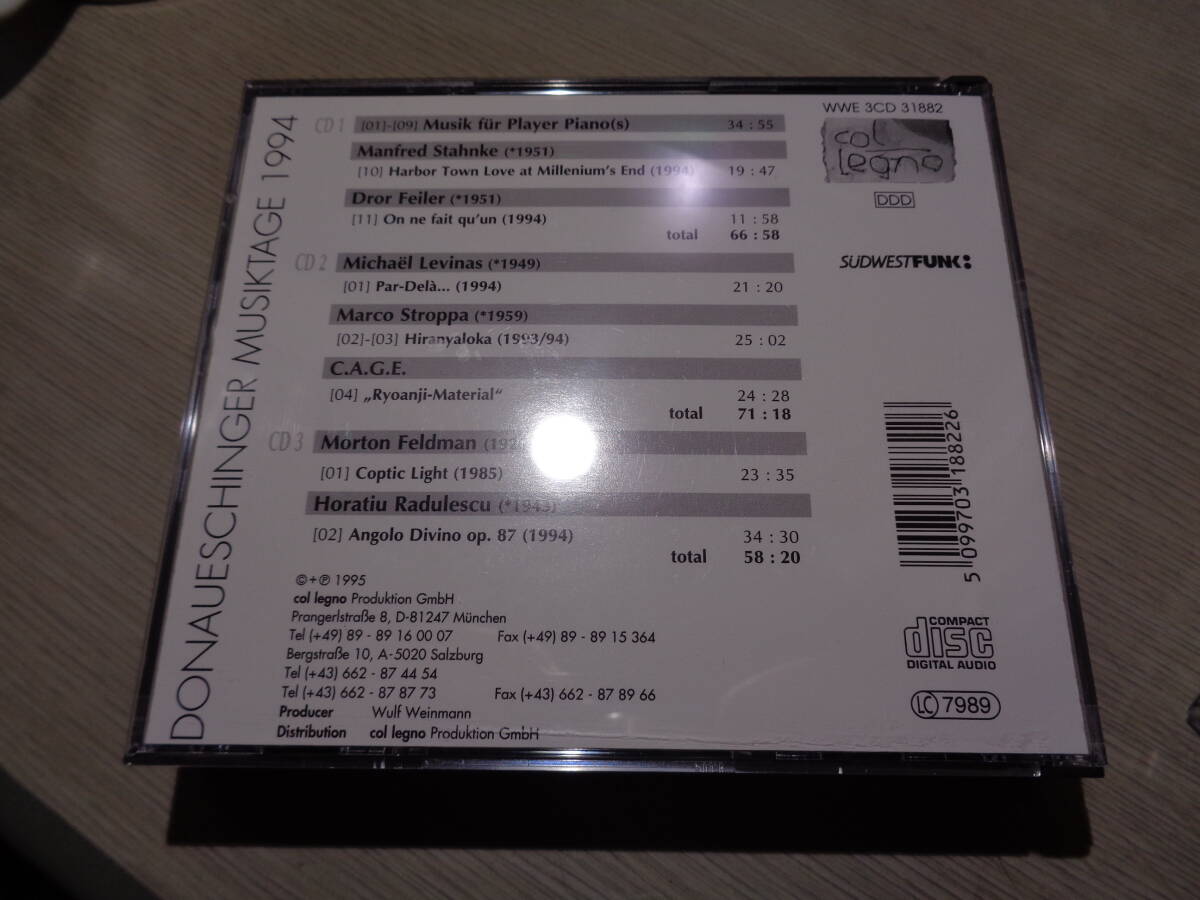 DONAUESCHINGER MUSIKTAGE 1994
CD 1 [01]-[09] Musik für Player Piano(s) 34 : 55
Manfred Stahnke (*1951)
[10] Harbor Town Love at Millenium's End (1994) 19 : 47
Dror Feiler (*1951)
[11] On ne fait qu'un (1994) 11 : 58
total 66 : 58
CD 2 Michaël Levinas (*1949)
[01] Par-Delà... (1994) 21 : 20
Marco Stroppa (*1959)
[02]-[03] Hiranyaloka (1993/94) 25 : 02
C.A.G.E.
[04] „Ryoanji-Material“ 24 : 28
total 71 : 18
CD 3 Morton Feldman
[01] Coptic Light (1985) 23 : 35
Horatiu Radulescu
[02] Angolo Divino op. 87 (1994) 34 : 30
total 58 : 20
©+℗ 1995
col legno Produktion GmbH
Prangerlstraße 8, D-81247 München
Tel (+49) 89 - 89 16 00 07 Fax (+49) 89 - 89 15 364
Bergstraße 10, A-5020 Salzburg
Tel (+43) 662 - 87 44 54
Tel (+43) 662 - 87 87 73 Fax (+43) 662 - 87 89 66
Producer Wulf Weinmann
Distribution col legno Produktion GmbH
WWE 3CD 31882
col legno
DDD
SÜDWESTFUNK:
5 099703 188226
COMPACT
disc
DIGITAL AUDIO
LC 7989